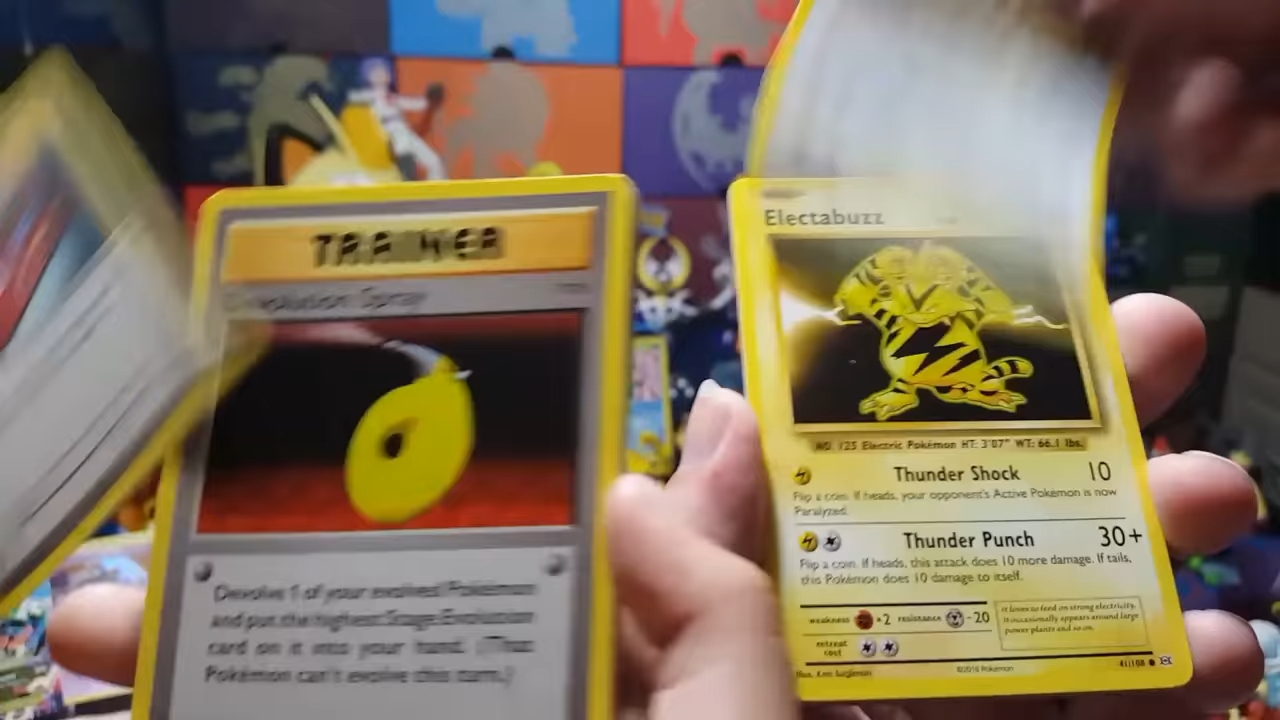 TRAINER
Devolution Spray
Devolve 1 of your evolved Pokémon
and put the highest Stage Evolution
card on it into your hand. (That
Pokémon can't evolve this turn.)
Electabuzz
NO. 125 Electric Pokémon HT: 3'07" WT: 66.1 lbs.
Thunder Shock 10
Flip a coin. If heads, your opponent's Active Pokémon is now
Paralyzed.
Thunder Punch 30+
Flip a coin. If heads, this attack does 10 more damage. If tails,
this Pokémon does 10 damage to itself.
weakness ×2 resistance -20
It loves to feed on strong electricity.
It occasionally appears around large
power plants and so on.
retreat
cost
Illus. Ken Sugimori
©2016 Pokémon
41/108